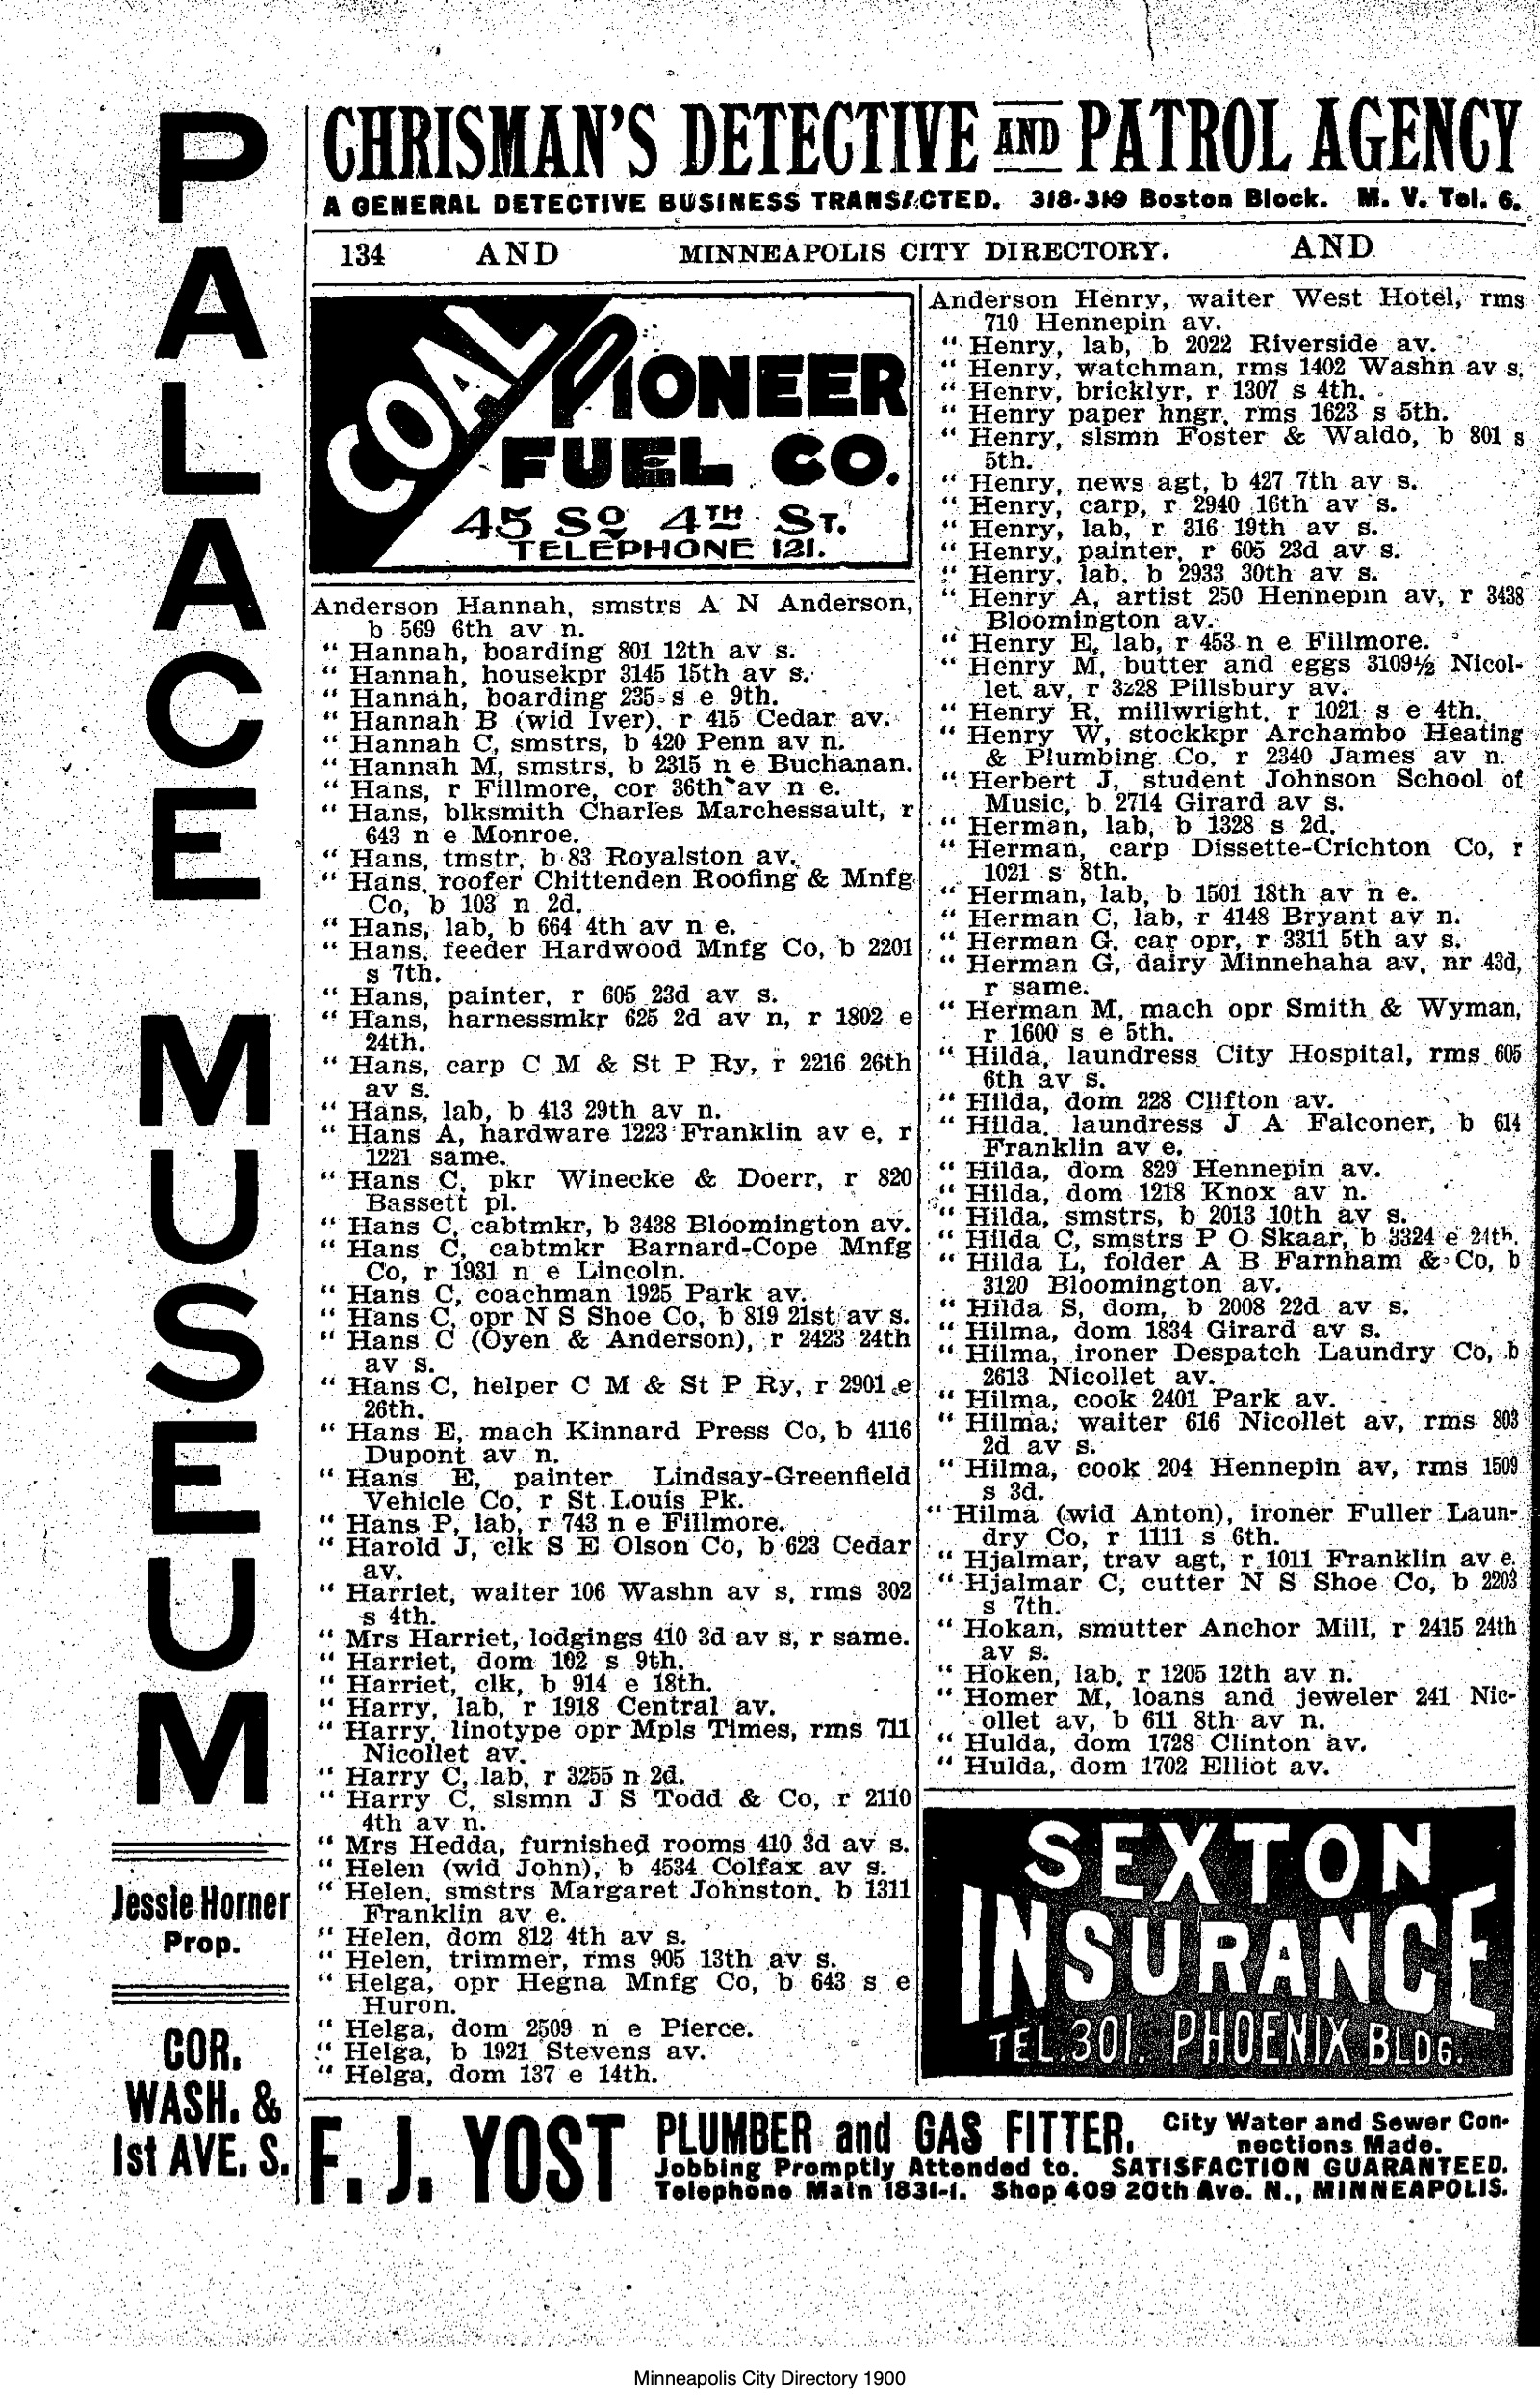 PALACE MUSEUM
Jessie Horner
Prop.
COR.
WASH. &
1st AVE. S.
CHRISMAN'S DETECTIVE AND PATROL AGENCY
A GENERAL DETECTIVE BUSINESS TRANSACTED. 318-319 Boston Block. M. V. Tel. 6.
134 AND MINNEAPOLIS CITY DIRECTORY. AND
COAL
PIONEER
FUEL CO.
45 SO 4TH ST.
TELEPHONE 121.
Anderson Hannah, smstrs A N Anderson,
b 569 6th av n.
" Hannah, boarding 801 12th av s.
" Hannah, housekpr 3145 15th av s.
" Hannah, boarding 235 s e 9th.
" Hannah B (wid Iver), r 415 Cedar av.
" Hannah C, smstrs, b 420 Penn av n.
" Hannah M, smstrs, b 2315 n e Buchanan.
" Hans, r Fillmore, cor 36th av n e.
" Hans, blksmith Charles Marchessault, r
643 n e Monroe.
" Hans, tmstr, b 83 Royalston av.
" Hans, roofer Chittenden Roofing & Mnfg
Co, b 103 n 2d.
" Hans, lab, b 664 4th av n e.
" Hans, feeder Hardwood Mnfg Co, b 2201
s 7th.
" Hans, painter, r 605 23d av s.
" Hans, harnessmkr 625 2d av n, r 1802 e
24th.
" Hans, carp C M & St P Ry, r 2216 26th
av s.
" Hans, lab, b 413 29th av n.
" Hans A, hardware 1223 Franklin av e, r
1221 same.
" Hans C, pkr Winecke & Doerr, r 820
Bassett pl.
" Hans C, cabtmkr, b 3438 Bloomington av.
" Hans C, cabtmkr Barnard-Cope Mnfg
Co, r 1931 n e Lincoln.
" Hans C, coachman 1925 Park av.
" Hans C, opr N S Shoe Co, b 819 21st av s.
" Hans C (Oyen & Anderson), r 2423 24th
av s.
" Hans C, helper C M & St P Ry, r 2901 e
26th.
" Hans E, mach Kinnard Press Co, b 4116
Dupont av n.
" Hans E, painter Lindsay-Greenfield
Vehicle Co, r St Louis Pk.
" Hans P, lab, r 743 n e Fillmore.
" Harold J, clk S E Olson Co, b 623 Cedar
av.
" Harriet, waiter 106 Washn av s, rms 302
s 4th.
" Mrs Harriet, lodgings 410 3d av s, r same.
" Harriet, dom 102 s 9th.
" Harriet, clk, b 914 e 18th.
" Harry, lab, r 1918 Central av.
" Harry, linotype opr Mpls Times, rms 711
Nicollet av.
" Harry C, lab, r 3255 n 2d.
" Harry C, slsmn J S Todd & Co, r 2110
4th av n.
" Mrs Hedda, furnished rooms 410 3d av s.
" Helen (wid John), b 4534 Colfax av s.
" Helen, smstrs Margaret Johnston, b 1311
Franklin av e.
" Helen, dom 812 4th av s.
" Helen, trimmer, rms 905 13th av s.
" Helga, opr Hegna Mnfg Co, b 643 s e
Huron.
" Helga, dom 2509 n e Pierce.
" Helga, b 1921 Stevens av.
" Helga, dom 137 e 14th.
Anderson Henry, waiter West Hotel, rms
710 Hennepin av.
" Henry, lab, b 2022 Riverside av.
" Henry, watchman, rms 1402 Washn av s.
" Henry, bricklyr, r 1307 s 4th.
" Henry paper hngr, rms 1623 s 5th.
" Henry, slsmn Foster & Waldo, b 801 s
5th.
" Henry, news agt, b 427 7th av s.
" Henry, carp, r 2940 16th av s.
" Henry, lab, r 316 19th av s.
" Henry, painter, r 605 23d av s.
" Henry, lab, b 2933 30th av s.
" Henry A, artist 250 Hennepin av, r 3438
Bloomington av.
" Henry E, lab, r 453 n e Fillmore.
" Henry M, butter and eggs 3109½ Nicol-
let av, r 3228 Pillsbury av.
" Henry R, millwright, r 1021 s e 4th.
" Henry W, stockkpr Archambo Heating
& Plumbing Co, r 2340 James av n.
" Herbert J, student Johnson School of
Music, b 2714 Girard av s.
" Herman, lab, b 1328 s 2d.
" Herman, carp Dissette-Crichton Co, r
1021 s 8th.
" Herman, lab, b 1501 18th av n e.
" Herman C, lab, r 4148 Bryant av n.
" Herman G, car opr, r 3311 5th av s.
" Herman G, dairy Minnehaha av, nr 43d,
r same.
" Herman M, mach opr Smith & Wyman,
r 1600 s e 5th.
" Hilda, laundress City Hospital, rms 605
6th av s.
" Hilda, dom 228 Clifton av.
" Hilda, laundress J A Falconer, b 614
Franklin av e.
" Hilda, dom 829 Hennepin av.
" Hilda, dom 1218 Knox av n.
" Hilda, smstrs, b 2013 10th av s.
" Hilda C, smstrs P O Skaar, b 3324 e 24th.
" Hilda L, folder A B Farnham & Co, b
3120 Bloomington av.
" Hilda S, dom, b 2008 22d av s.
" Hilma, dom 1834 Girard av s.
" Hilma, ironer Despatch Laundry Co, b
2613 Nicollet av.
" Hilma, cook 2401 Park av.
" Hilma, waiter 616 Nicollet av, rms 803
2d av s.
" Hilma, cook 204 Hennepin av, rms 1509
s 3d.
" Hilma (wid Anton), ironer Fuller Laun-
dry Co, r 1111 s 6th.
" Hjalmar, trav agt, r 1011 Franklin av e.
" Hjalmar C, cutter N S Shoe Co, b 2203
s 7th.
" Hokan, smutter Anchor Mill, r 2415 24th
av s.
" Hoken, lab, r 1205 12th av n.
" Homer M, loans and jeweler 241 Nic-
ollet av, b 611 8th av n.
" Hulda, dom 1728 Clinton av.
" Hulda, dom 1702 Elliot av.
SEXTON
INSURANCE
TEL. 301. PHOENIX BLDG.
F. J. YOST PLUMBER and GAS FITTER. City Water and Sewer Con-
nections Made.
Jobbing Promptly Attended to. SATISFACTION GUARANTEED.
Telephone Main 1831-1. Shop 409 20th Ave. N., MINNEAPOLIS.
Minneapolis City Directory 1900